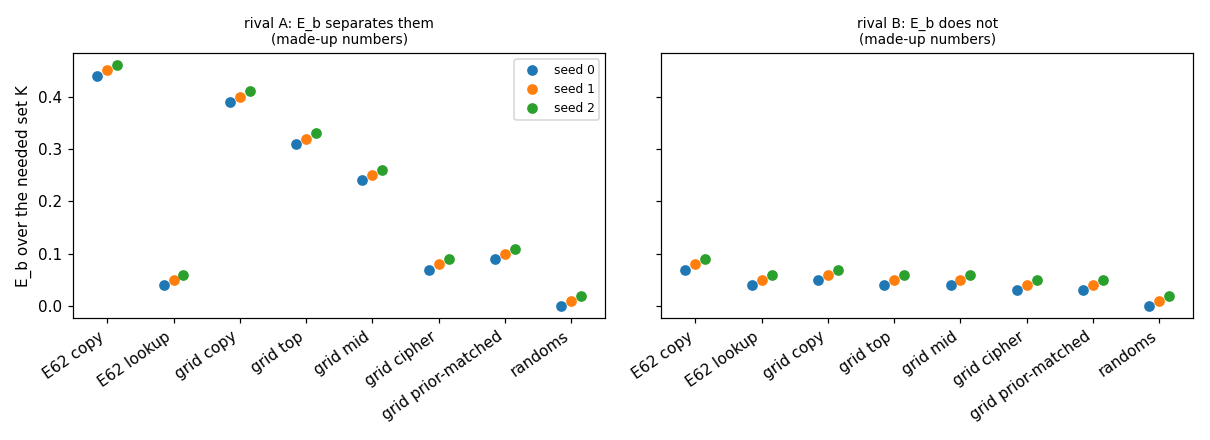 rival A: E_b separates them
(made-up numbers)
E_b over the needed set K
0.4
0.3
0.2
0.1
0.0
seed 0
seed 1
seed 2
E62 copy
E62 lookup
grid copy
grid top
grid mid
grid cipher
grid prior-matched
randoms
rival B: E_b does not
(made-up numbers)
E62 copy
E62 lookup
grid copy
grid top
grid mid
grid cipher
grid prior-matched
randoms